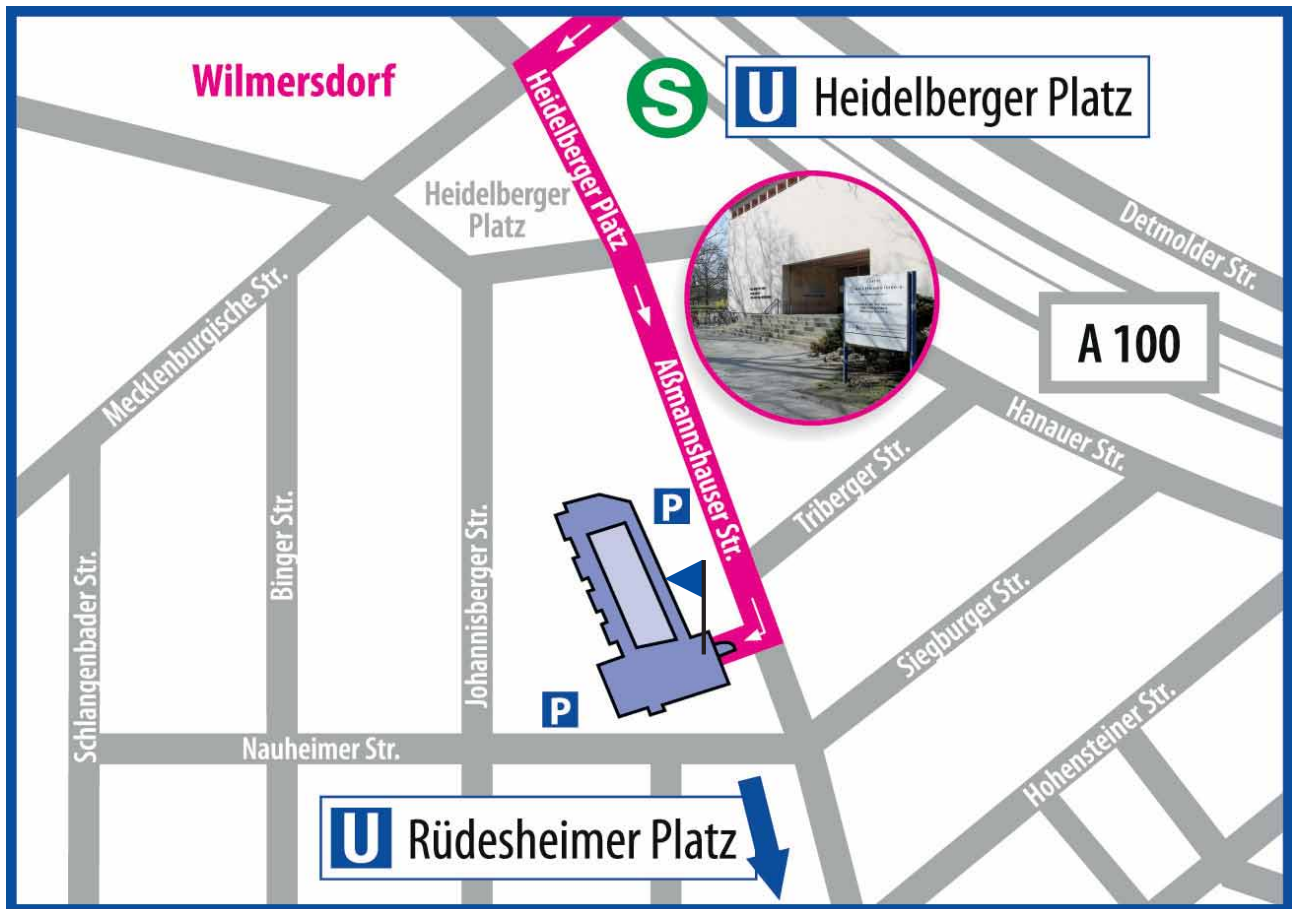 Wilmersdorf
S
U Heidelberger Platz
Heidelberger Platz
Heidelberger
Platz
Detmolder Str.
Mecklenburgische Str.
A 100
Aßmannshauser Str.
Hanauer Str.
Triberger Str.
P
Binger Str.
Johannisberger Str.
Schlangenbader Str.
Siegburger Str.
P
Hohensteiner Str.
Nauheimer Str.
U Rüdesheimer Platz